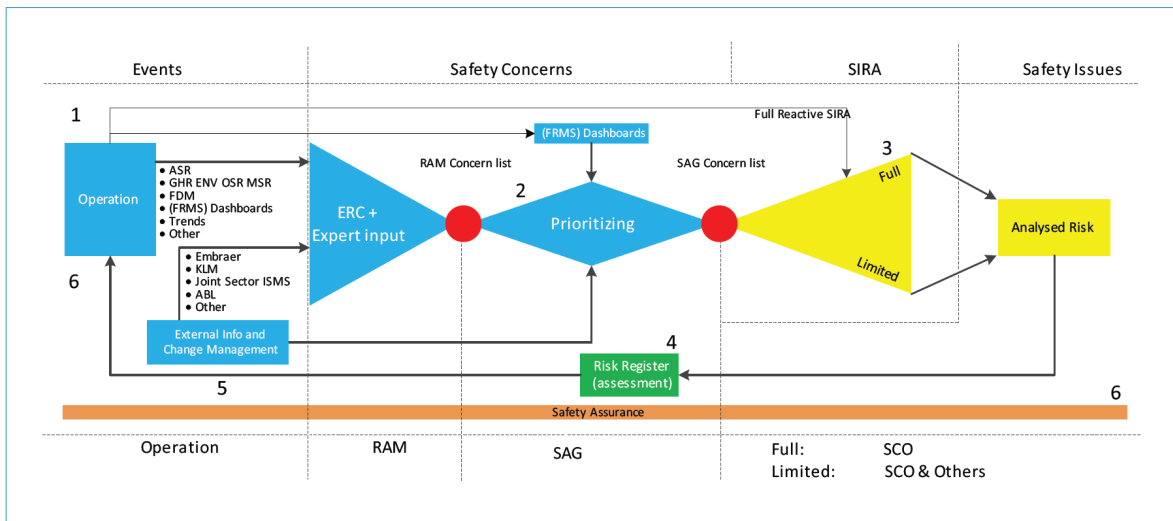 Events
Safety Concerns
SIRA
Safety Issues
1
Full Reactive SIRA
(FRMS) Dashboards
3
RAM Concern list
SAG Concern list
Operation
• ASR
• GHR ENV OSR MSR
• FDM
• (FRMS) Dashboards
• Trends
• Other
2
Full
ERC +
Expert input
Prioritizing
Analysed Risk
Limited
6
• Embraer
• KLM
• Joint Sector ISMS
• ABL
• Other
External Info and
Change Management
4
Risk Register
(assessment)
5
6
Safety Assurance
Operation
RAM
SAG
Full: SCO
Limited: SCO & Others